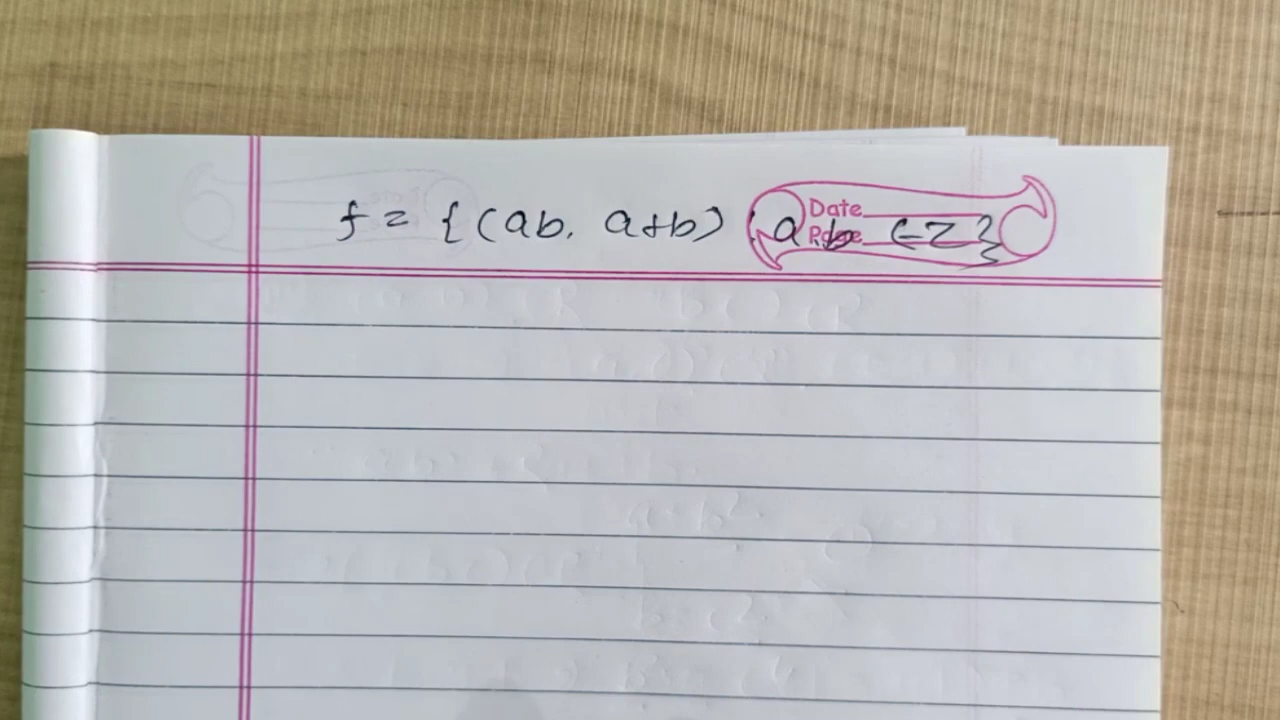 f = {(ab, a+b) : a, b ∈ Z}
Date
Page